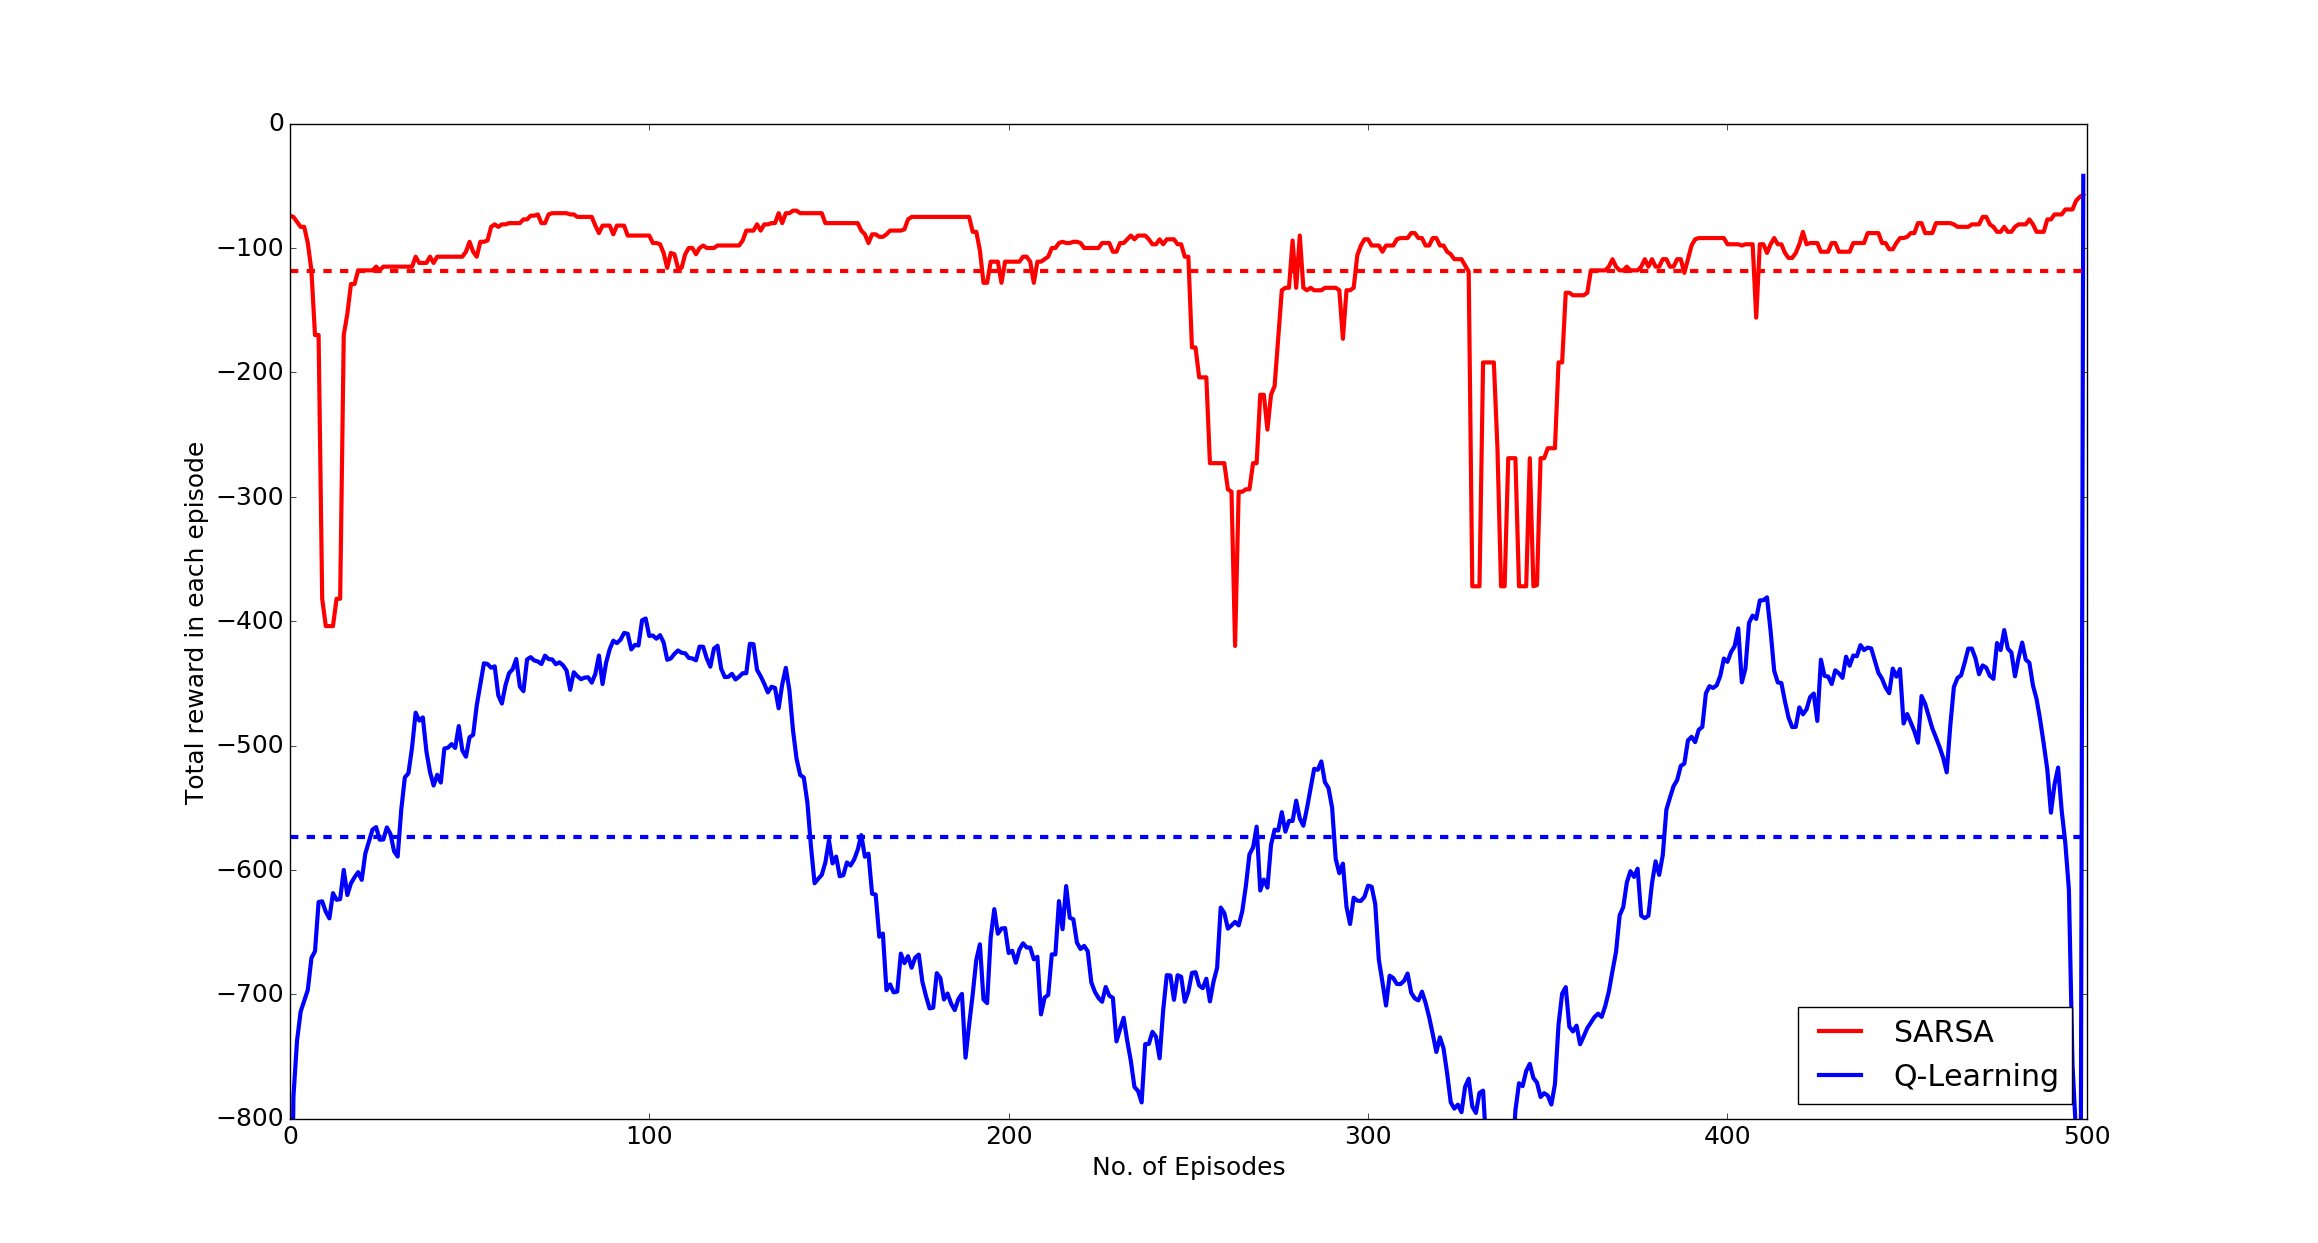 0
−100
−200
−300
−400
−500
−600
−700
−800
Total reward in each episode
0 100 200 300 400 500
No. of Episodes
SARSA
Q-Learning